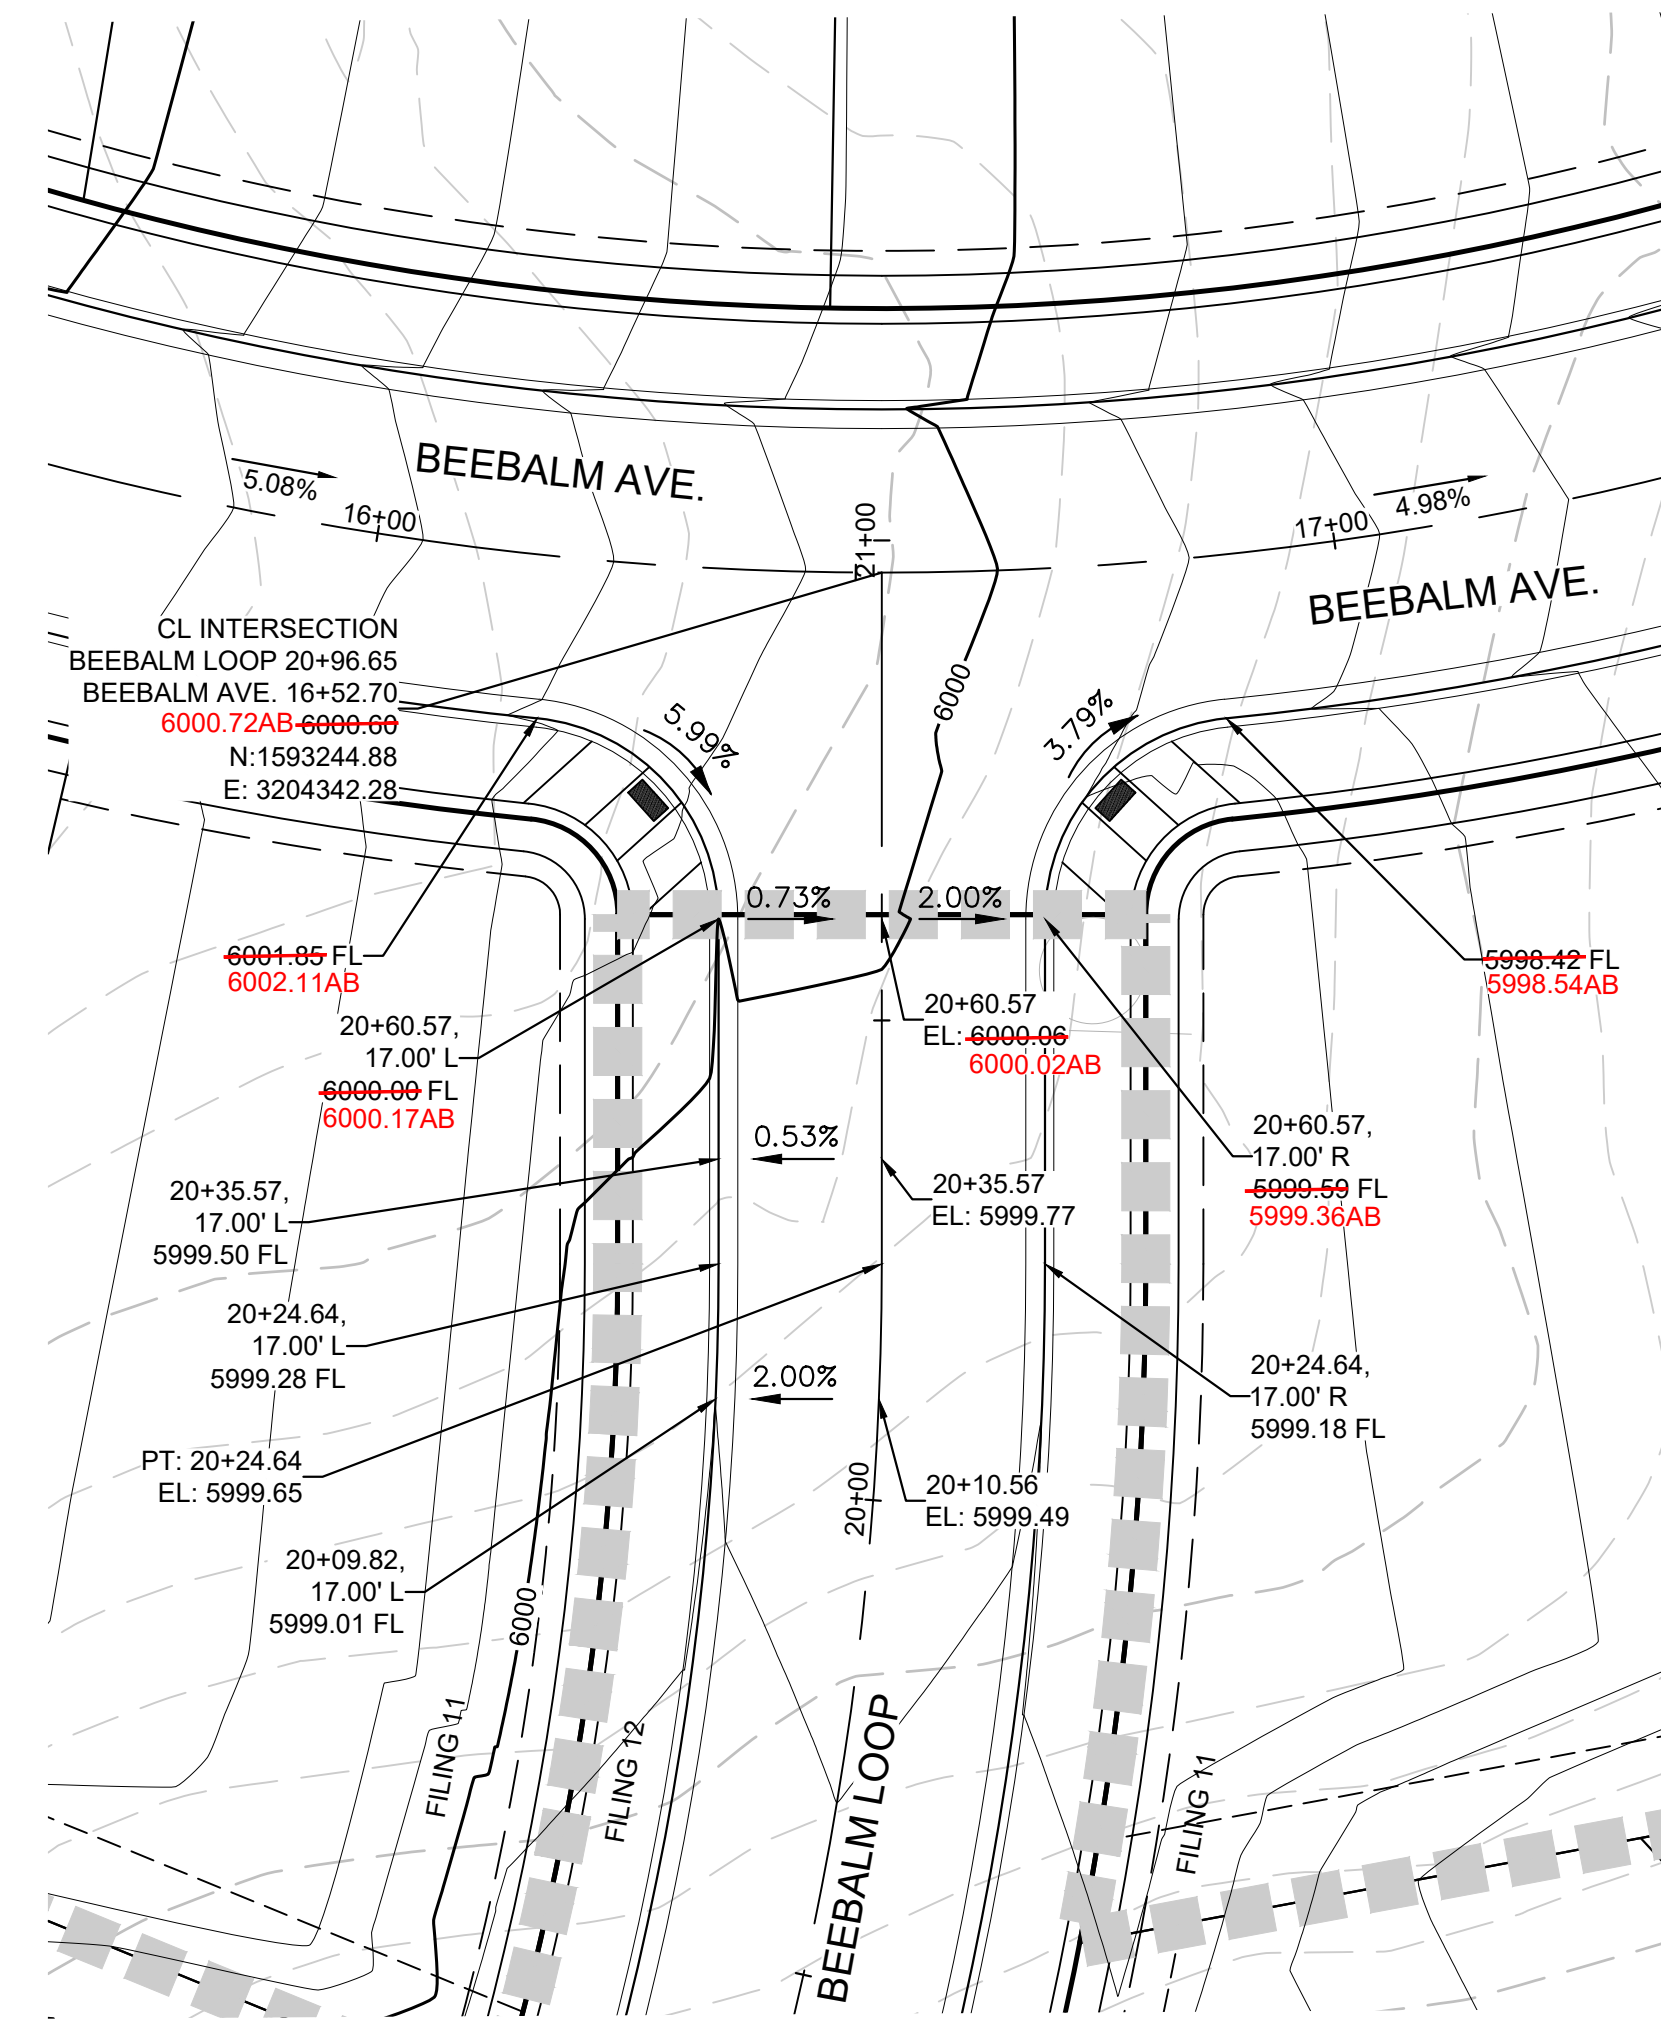 BEEBALM AVE.
5.08%
16+00
21+00
17+00
4.98%
BEEBALM AVE.
CL INTERSECTION
BEEBALM LOOP 20+96.65
BEEBALM AVE. 16+52.70
6000.72AB 6000.60
N:1593244.88
E: 3204342.28
5.99%
6000
3.79%
0.73%
2.00%
6001.85 FL
6002.11AB
5998.42 FL
5998.54AB
20+60.57,
17.00' L
6000.00 FL
6000.17AB
20+60.57
EL: 6000.06
6000.02AB
20+60.57,
17.00' R
5999.59 FL
5999.36AB
0.53%
20+35.57,
17.00' L
5999.50 FL
20+35.57
EL: 5999.77
20+24.64,
17.00' L
5999.28 FL
2.00%
20+24.64,
17.00' R
5999.18 FL
PT: 20+24.64
EL: 5999.65
20+00
20+10.56
EL: 5999.49
20+09.82,
17.00' L
5999.01 FL
6000
FILING 11
FILING 12
BEEBALM LOOP
FILING 11